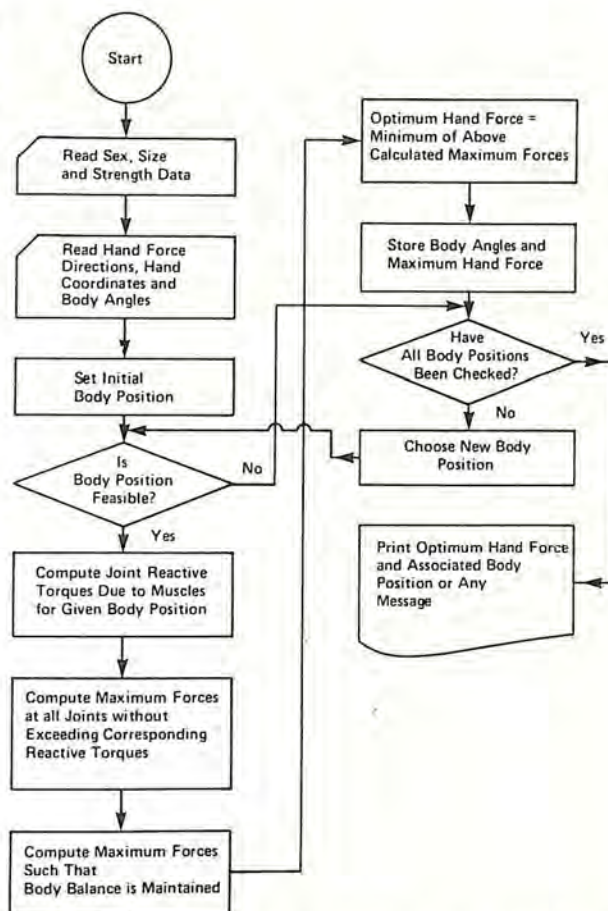 Start
Read Sex, Size
and Strength Data
Read Hand Force
Directions, Hand
Coordinates and
Body Angles
Set Initial
Body Position
Is
Body Position
Feasible?
No
Yes
Compute Joint Reactive
Torques Due to Muscles
for Given Body Position
Compute Maximum Forces
at all Joints without
Exceeding Corresponding
Reactive Torques
Compute Maximum Forces
Such That
Body Balance is Maintained
Optimum Hand Force =
Minimum of Above
Calculated Maximum Forces
Store Body Angles and
Maximum Hand Force
Have
All Body Positions
Been Checked?
Yes
No
Choose New Body
Position
Print Optimum Hand Force
and Associated Body
Position or Any
Message